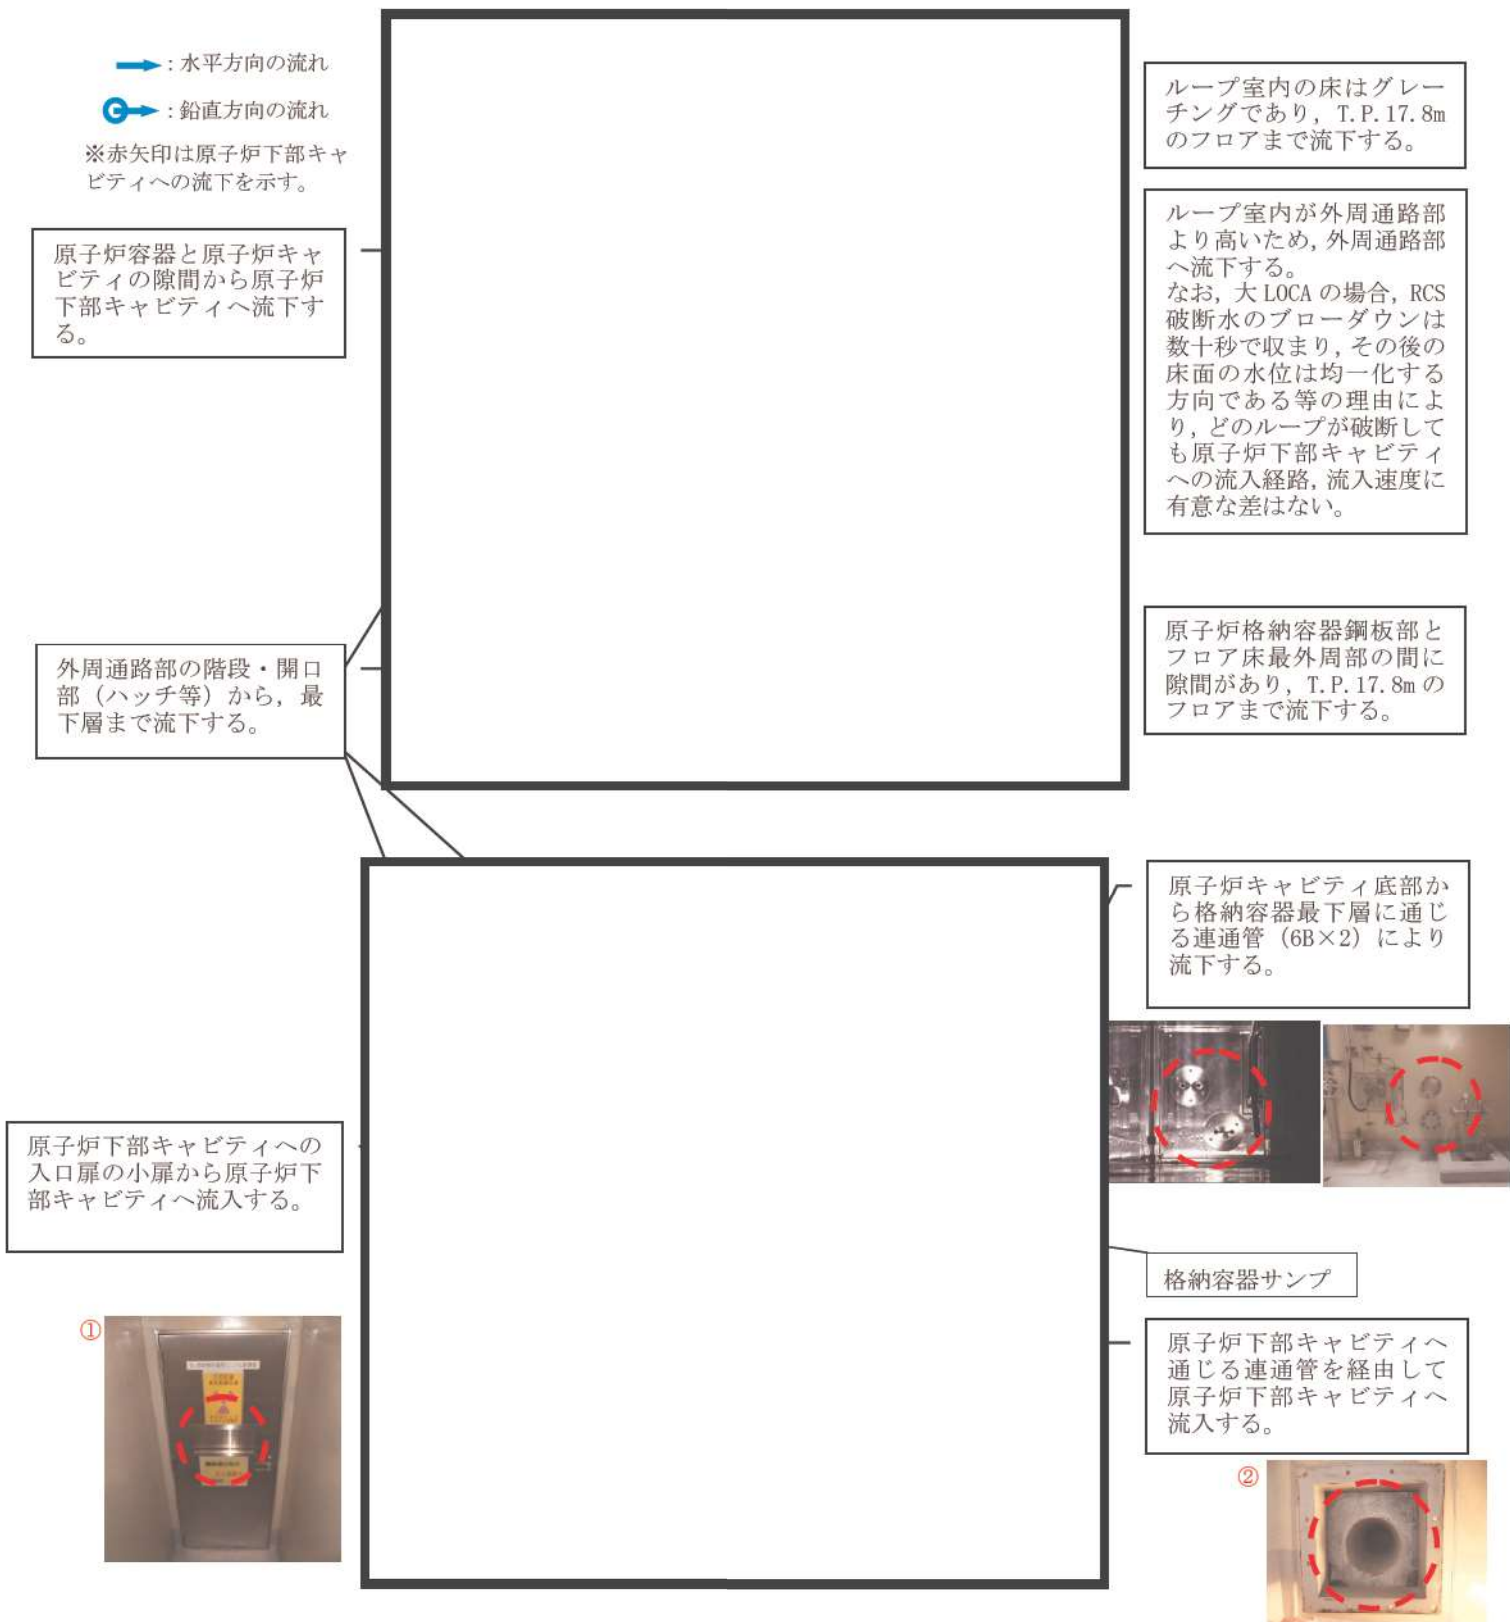 ：水平方向の流れ
：鉛直方向の流れ
※赤矢印は原子炉下部キャ
ビティへの流下を示す。
原子炉容器と原子炉キャ
ビティの隙間から原子炉
下部キャビティへ流下す
る。
外周通路部の階段・開口
部（ハッチ等）から，最
下層まで流下する。
原子炉下部キャビティへの
入口扉の小扉から原子炉下
部キャビティへ流入する。
①
ループ室内の床はグレー
チングであり，T.P.17.8m
のフロアまで流下する。
ループ室内が外周通路部
より高いため，外周通路部
へ流下する。
なお，大 LOCA の場合，RCS
破断水のブローダウンは
数十秒で収まり，その後の
床面の水位は均一化する
方向である等の理由によ
り，どのループが破断して
も原子炉下部キャビティ
への流入経路，流入速度に
有意な差はない。
原子炉格納容器鋼板部と
フロア床最外周部の間に
隙間があり，T.P.17.8m の
フロアまで流下する。
原子炉キャビティ底部か
ら格納容器最下層に通じ
る連通管（6B×2）により
流下する。
格納容器サンプ
原子炉下部キャビティへ
通じる連通管を経由して
原子炉下部キャビティへ
流入する。
②